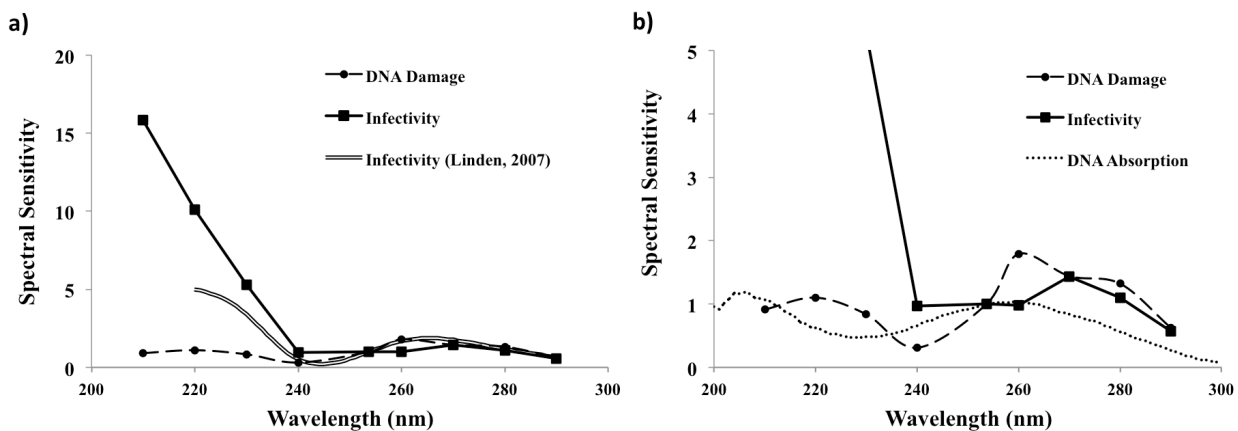 a)
20
15
10
5
0
200
220
240
260
280
300
Spectral Sensitivity
Wavelength (nm)
DNA Damage
Infectivity
Infectivity (Linden, 2007)
b)
5
4
3
2
1
0
200
220
240
260
280
300
Spectral Sensitivity
Wavelength (nm)
DNA Damage
Infectivity
DNA Absorption